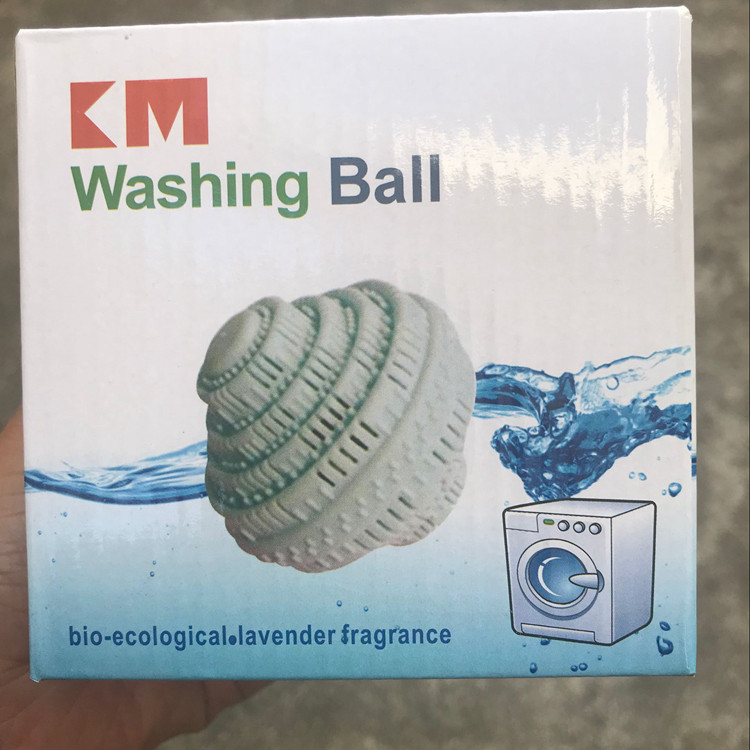 KM
Washing Ball
bio-ecological.lavender fragrance